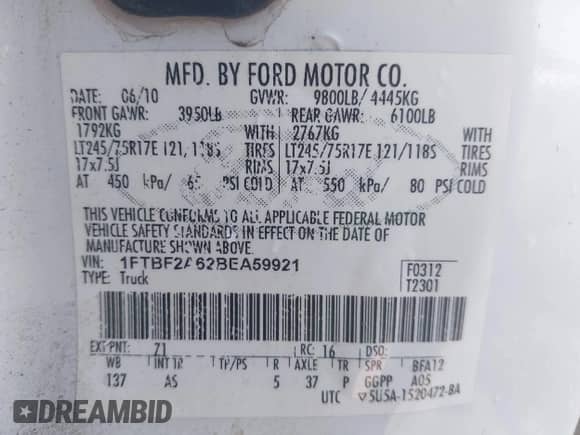 MFD. BY FORD MOTOR CO.
DATE: 06/10 GVWR: 9800LB/ 4445KG
FRONT GAWR: 3950LB REAR GAWR: 6100LB
1792KG WITH 2767KG WITH
LT245/75R17E 121/118S TIRES LT245/75R17E 121/118S TIRES
17x7.5J RIMS 17x7.5J RIMS
AT 450 kPa/ 65 PSI COLD AT 550 kPa/ 80 PSI COLD
THIS VEHICLE CONFORMS TO ALL APPLICABLE FEDERAL MOTOR
VEHICLE SAFETY STANDARDS IN EFFECT ON THE DATE OF
MANUFACTURE SHOWN ABOVE.
VIN: 1FTBF2A62BEA59921 F0312
TYPE: Truck T2301
EXT PNT: Z1 RC: 16 DSO:
WB INT TR TP/PS R AXLE TR SPR BFA12
137 AS 5 37 P GGPP A05
UTC ▽5U5A-1520472-BA
DREAMBID